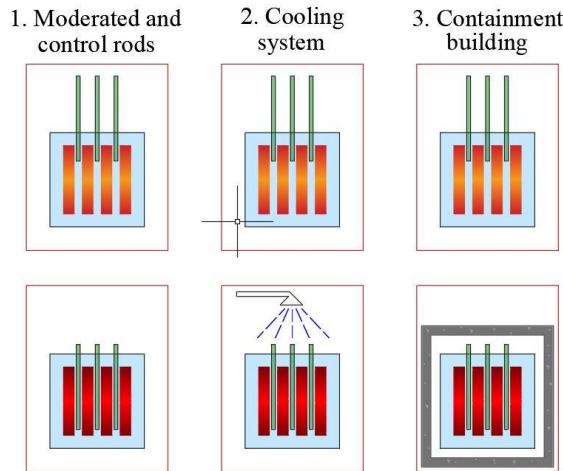 1. Moderated and
control rods
2. Cooling
system
3. Containment
building